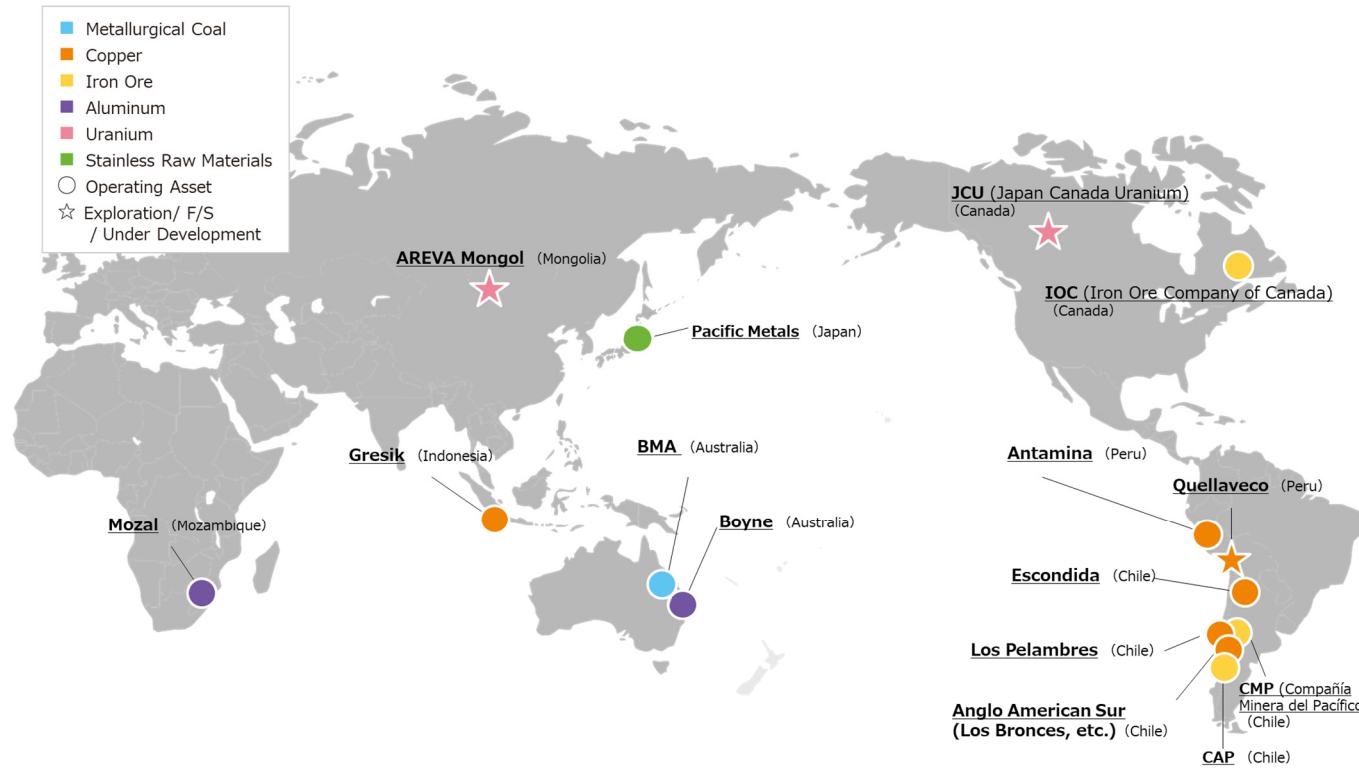 Metallurgical Coal
Copper
Iron Ore
Aluminum
Uranium
Stainless Raw Materials
Operating Asset
Exploration/ F/S
/ Under Development
JCU (Japan Canada Uranium)
(Canada)
AREVA Mongol (Mongolia)
IOC (Iron Ore Company of Canada)
(Canada)
Pacific Metals (Japan)
Gresik (Indonesia)
BMA (Australia)
Antamina (Peru)
Quellaveco (Peru)
Mozal (Mozambique)
Boyne (Australia)
Escondida (Chile)
Los Pelambres (Chile)
CMP (Compañía
Minera del Pacífico
(Chile)
Anglo American Sur
(Los Bronces, etc.) (Chile)
CAP (Chile)